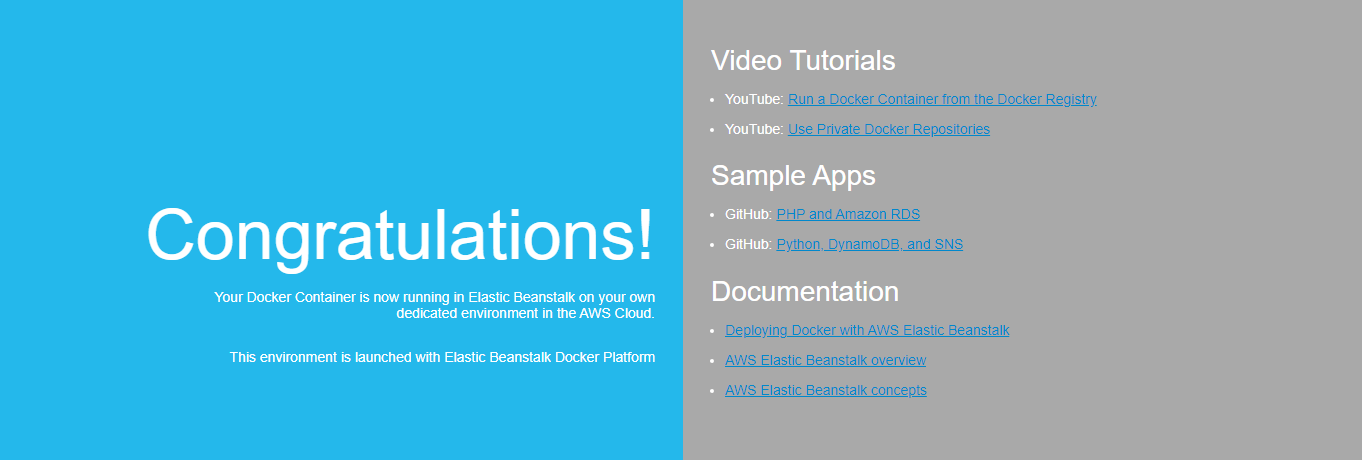 Congratulations!
Your Docker Container is now running in Elastic Beanstalk on your own
dedicated environment in the AWS Cloud.
This environment is launched with Elastic Beanstalk Docker Platform
Video Tutorials
YouTube: Run a Docker Container from the Docker Registry
YouTube: Use Private Docker Repositories
Sample Apps
GitHub: PHP and Amazon RDS
GitHub: Python, DynamoDB, and SNS
Documentation
Deploying Docker with AWS Elastic Beanstalk
AWS Elastic Beanstalk overview
AWS Elastic Beanstalk concepts